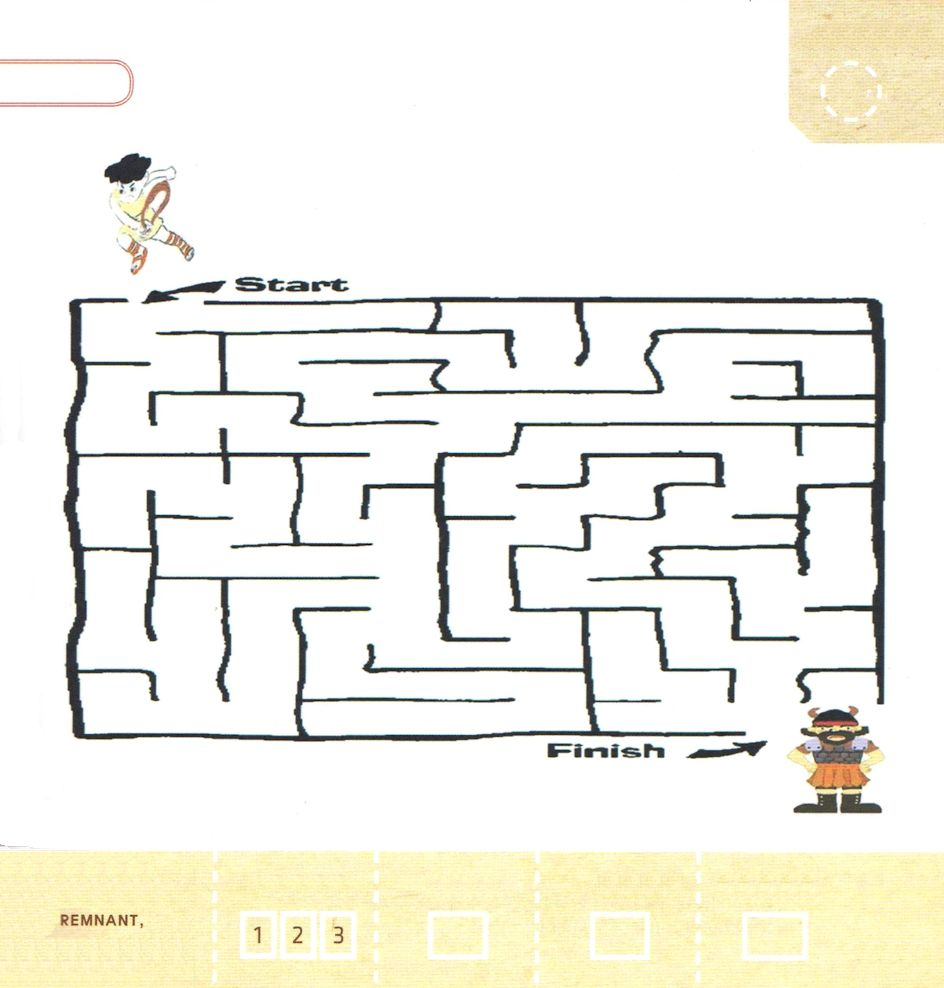 Start
Finish
REMNANT,
1 2 3